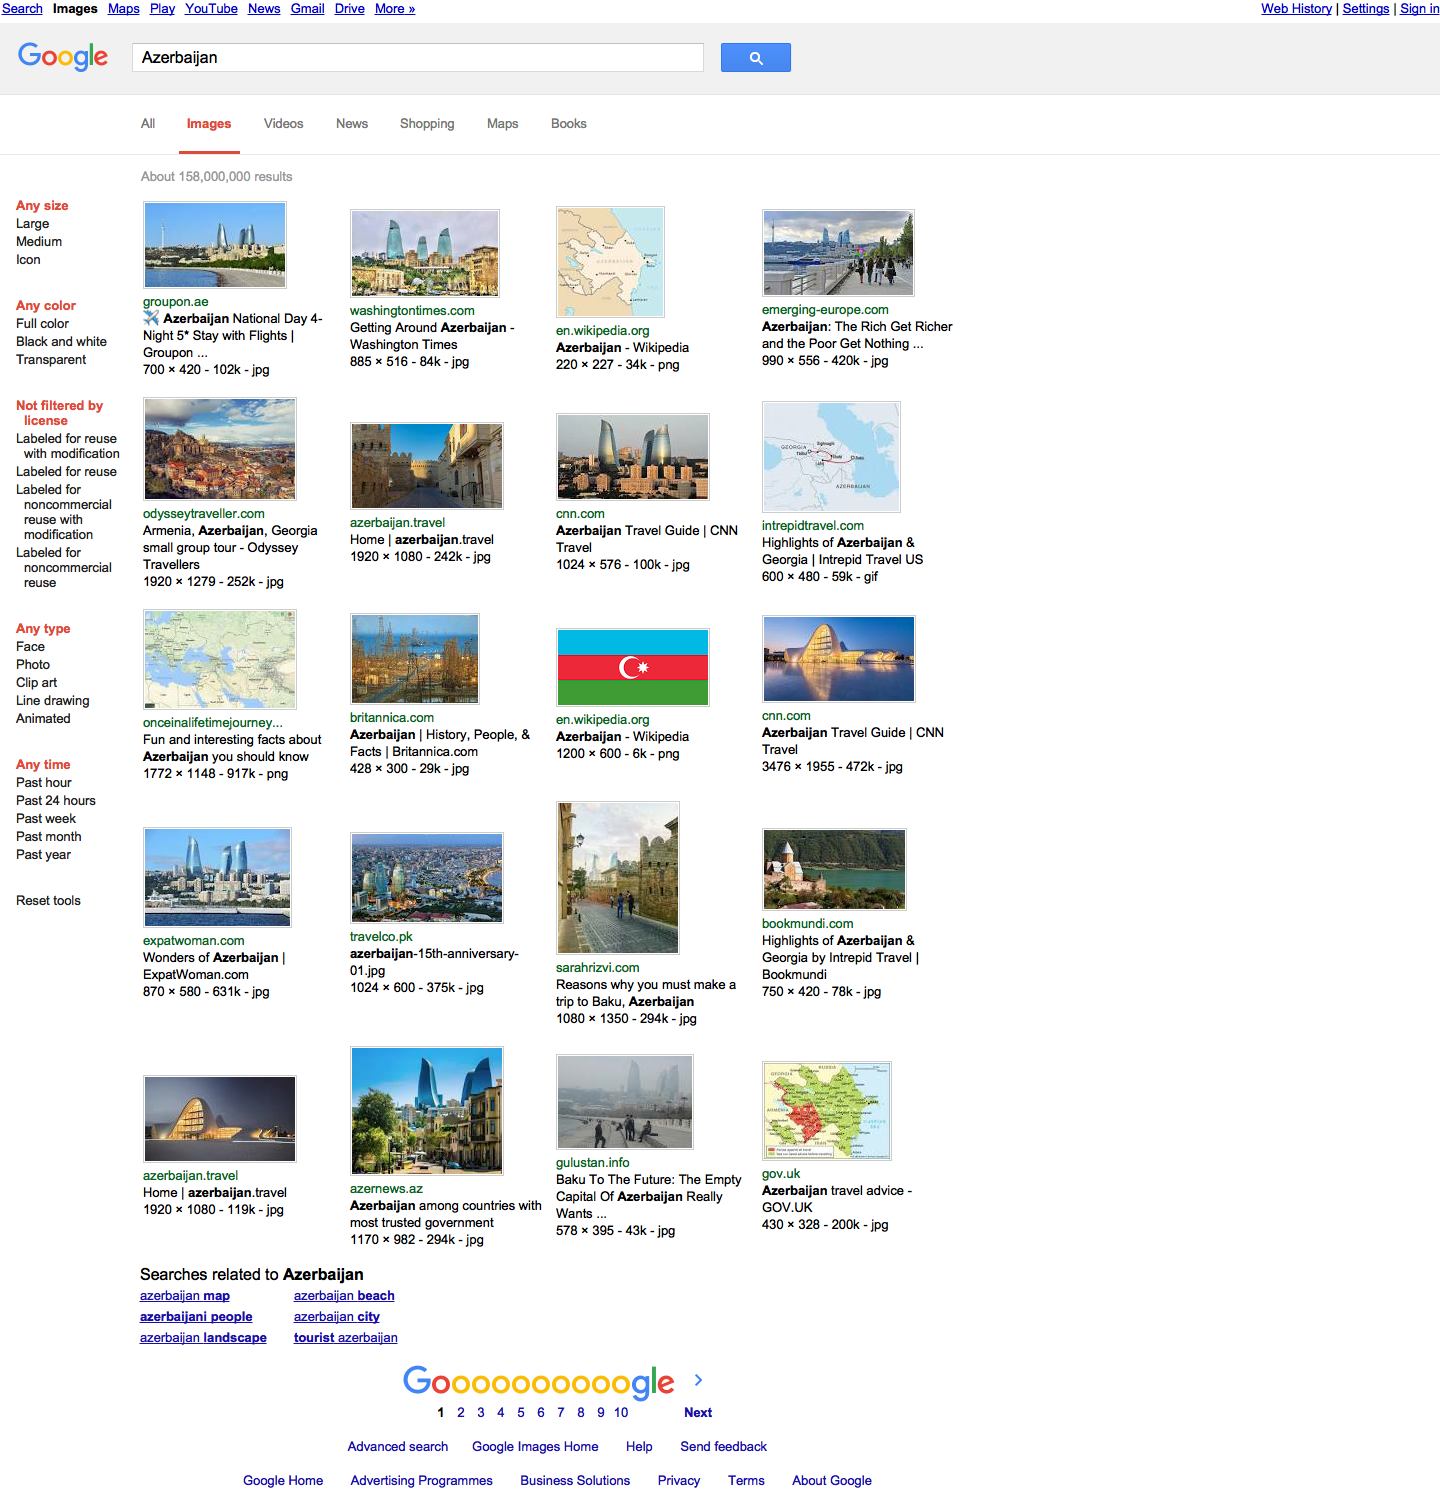 Search Images Maps Play YouTube News Gmail Drive More »
Web History | Settings | Sign in
Google
Azerbaijan
All Images Videos News Shopping Maps Books
About 158,000,000 results
Any size
Large
Medium
Icon
Any color
Full color
Black and white
Transparent
Not filtered by
license
Labeled for reuse
with modification
Labeled for reuse
Labeled for
noncommercial
reuse with
modification
Labeled for
noncommercial
reuse
Any type
Face
Photo
Clip art
Line drawing
Animated
Any time
Past hour
Past 24 hours
Past week
Past month
Past year
Reset tools
groupon.ae
✈️ Azerbaijan National Day 4-
Night 5* Stay with Flights |
Groupon ...
700 × 420 - 102k - jpg
washingtontimes.com
Getting Around Azerbaijan -
Washington Times
885 × 516 - 84k - jpg
en.wikipedia.org
Azerbaijan - Wikipedia
220 × 227 - 34k - png
emerging-europe.com
Azerbaijan: The Rich Get Richer
and the Poor Get Nothing ...
990 × 556 - 420k - jpg
odysseytraveller.com
Armenia, Azerbaijan, Georgia
small group tour - Odyssey
Travellers
1920 × 1279 - 252k - jpg
azerbaijan.travel
Home | azerbaijan.travel
1920 × 1080 - 242k - jpg
cnn.com
Azerbaijan Travel Guide | CNN
Travel
1024 × 576 - 100k - jpg
GEORGIA
AZERBAIJAN
intrepidtravel.com
Highlights of Azerbaijan &
Georgia | Intrepid Travel US
600 × 480 - 59k - gif
onceinalifetimejourney...
Fun and interesting facts about
Azerbaijan you should know
1772 × 1148 - 917k - png
britannica.com
Azerbaijan | History, People, &
Facts | Britannica.com
428 × 300 - 29k - jpg
en.wikipedia.org
Azerbaijan - Wikipedia
1200 × 600 - 6k - png
cnn.com
Azerbaijan Travel Guide | CNN
Travel
3476 × 1955 - 472k - jpg
expatwoman.com
Wonders of Azerbaijan |
ExpatWoman.com
870 × 580 - 631k - jpg
travelco.pk
azerbaijan-15th-anniversary-
01.jpg
1024 × 600 - 375k - jpg
sarahrizvi.com
Reasons why you must make a
trip to Baku, Azerbaijan
1080 × 1350 - 294k - jpg
bookmundi.com
Highlights of Azerbaijan &
Georgia by Intrepid Travel |
Bookmundi
750 × 420 - 78k - jpg
azerbaijan.travel
Home | azerbaijan.travel
1920 × 1080 - 119k - jpg
azernews.az
Azerbaijan among countries with
most trusted government
1170 × 982 - 294k - jpg
gulustan.info
Baku To The Future: The Empty
Capital Of Azerbaijan Really
Wants ...
578 × 395 - 43k - jpg
GEORGIA
RUSSIA
ARMENIA
gov.uk
Azerbaijan travel advice -
GOV.UK
430 × 328 - 200k - jpg
Searches related to Azerbaijan
azerbaijan map azerbaijan beach
azerbaijani people azerbaijan city
azerbaijan landscape tourist azerbaijan
Goooooooooogle >
1 2 3 4 5 6 7 8 9 10 Next
Advanced search Google Images Home Help Send feedback
Google Home Advertising Programmes Business Solutions Privacy Terms About Google